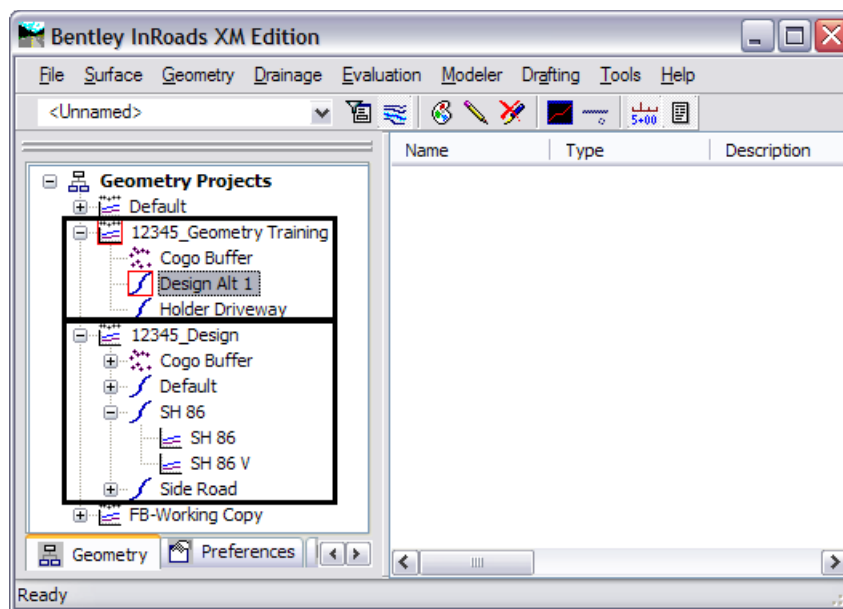 Bentley InRoads XM Edition
File Surface Geometry Drainage Evaluation Modeler Drafting Tools Help
<Unnamed>
5+00
Name Type Description
Geometry Projects
Default
12345_Geometry Training
Cogo Buffer
Design Alt 1
Holder Driveway
12345_Design
Cogo Buffer
Default
SH 86
SH 86
SH 86 V
Side Road
FB-Working Copy
Geometry Preferences
Ready